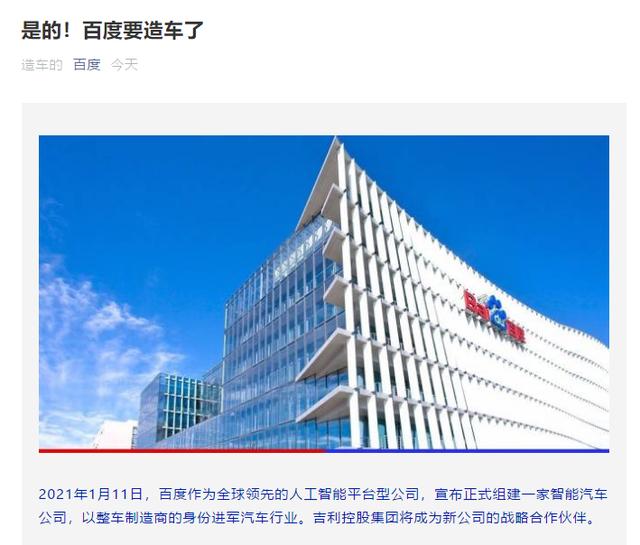 是的！百度要造车了
造车的 百度 今天
Bai 百度
2021年1月11日，百度作为全球领先的人工智能平台型公司，宣布正式组建一家智能汽车
公司，以整车制造商的身份进军汽车行业。吉利控股集团将成为新公司的战略合作伙伴。